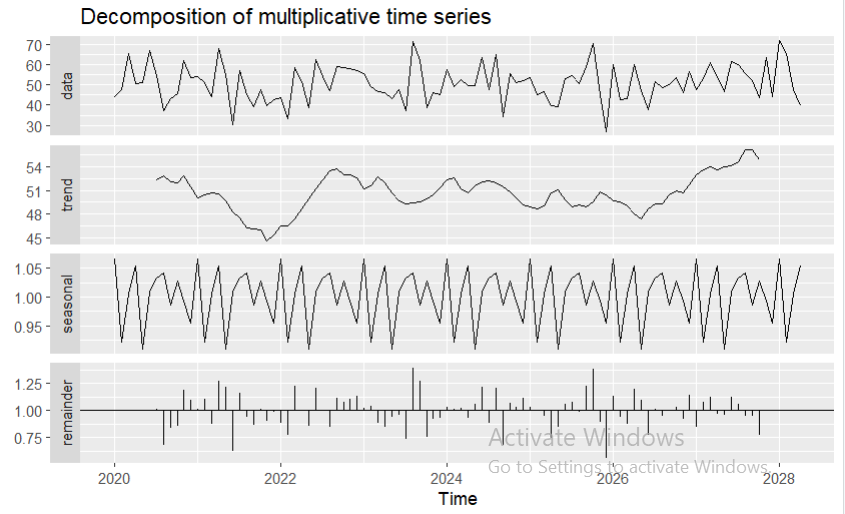 Decomposition of multiplicative time series
70
60
50
40
30
data
54
51
48
45
trend
1.05
1.00
0.95
seasonal
1.25
1.00
0.75
remainder
Activate Windows
Go to Settings to activate Windows.
2020 2022 2024 2026 2028
Time